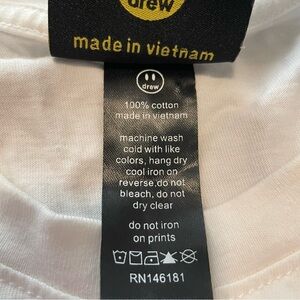 drew
made in vietnam
drew
100% cotton
made in vietnam
machine wash
cold with like
colors, hang dry
cool iron on
reverse,do not
bleach, do not
dry clear
do not iron
on prints
RN146181